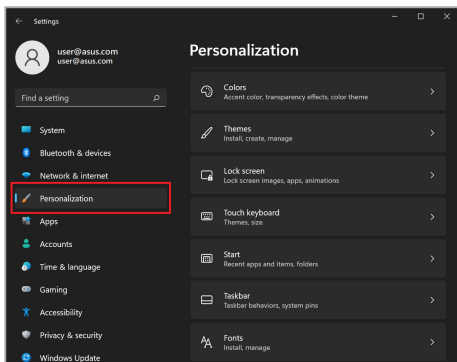 Settings
user@asus.com
user@asus.com
Find a setting
System
Bluetooth & devices
Network & internet
Personalization
Apps
Accounts
Time & language
Gaming
Accessibility
Privacy & security
Windows Update
Personalization
Colors
Accent color, transparency effects, color theme
Themes
Install, create, manage
Lock screen
Lock screen images, apps, animations
Touch keyboard
Themes, size
Start
Recent apps and items, folders
Taskbar
Taskbar behaviors, system pins
Fonts
Install, manage